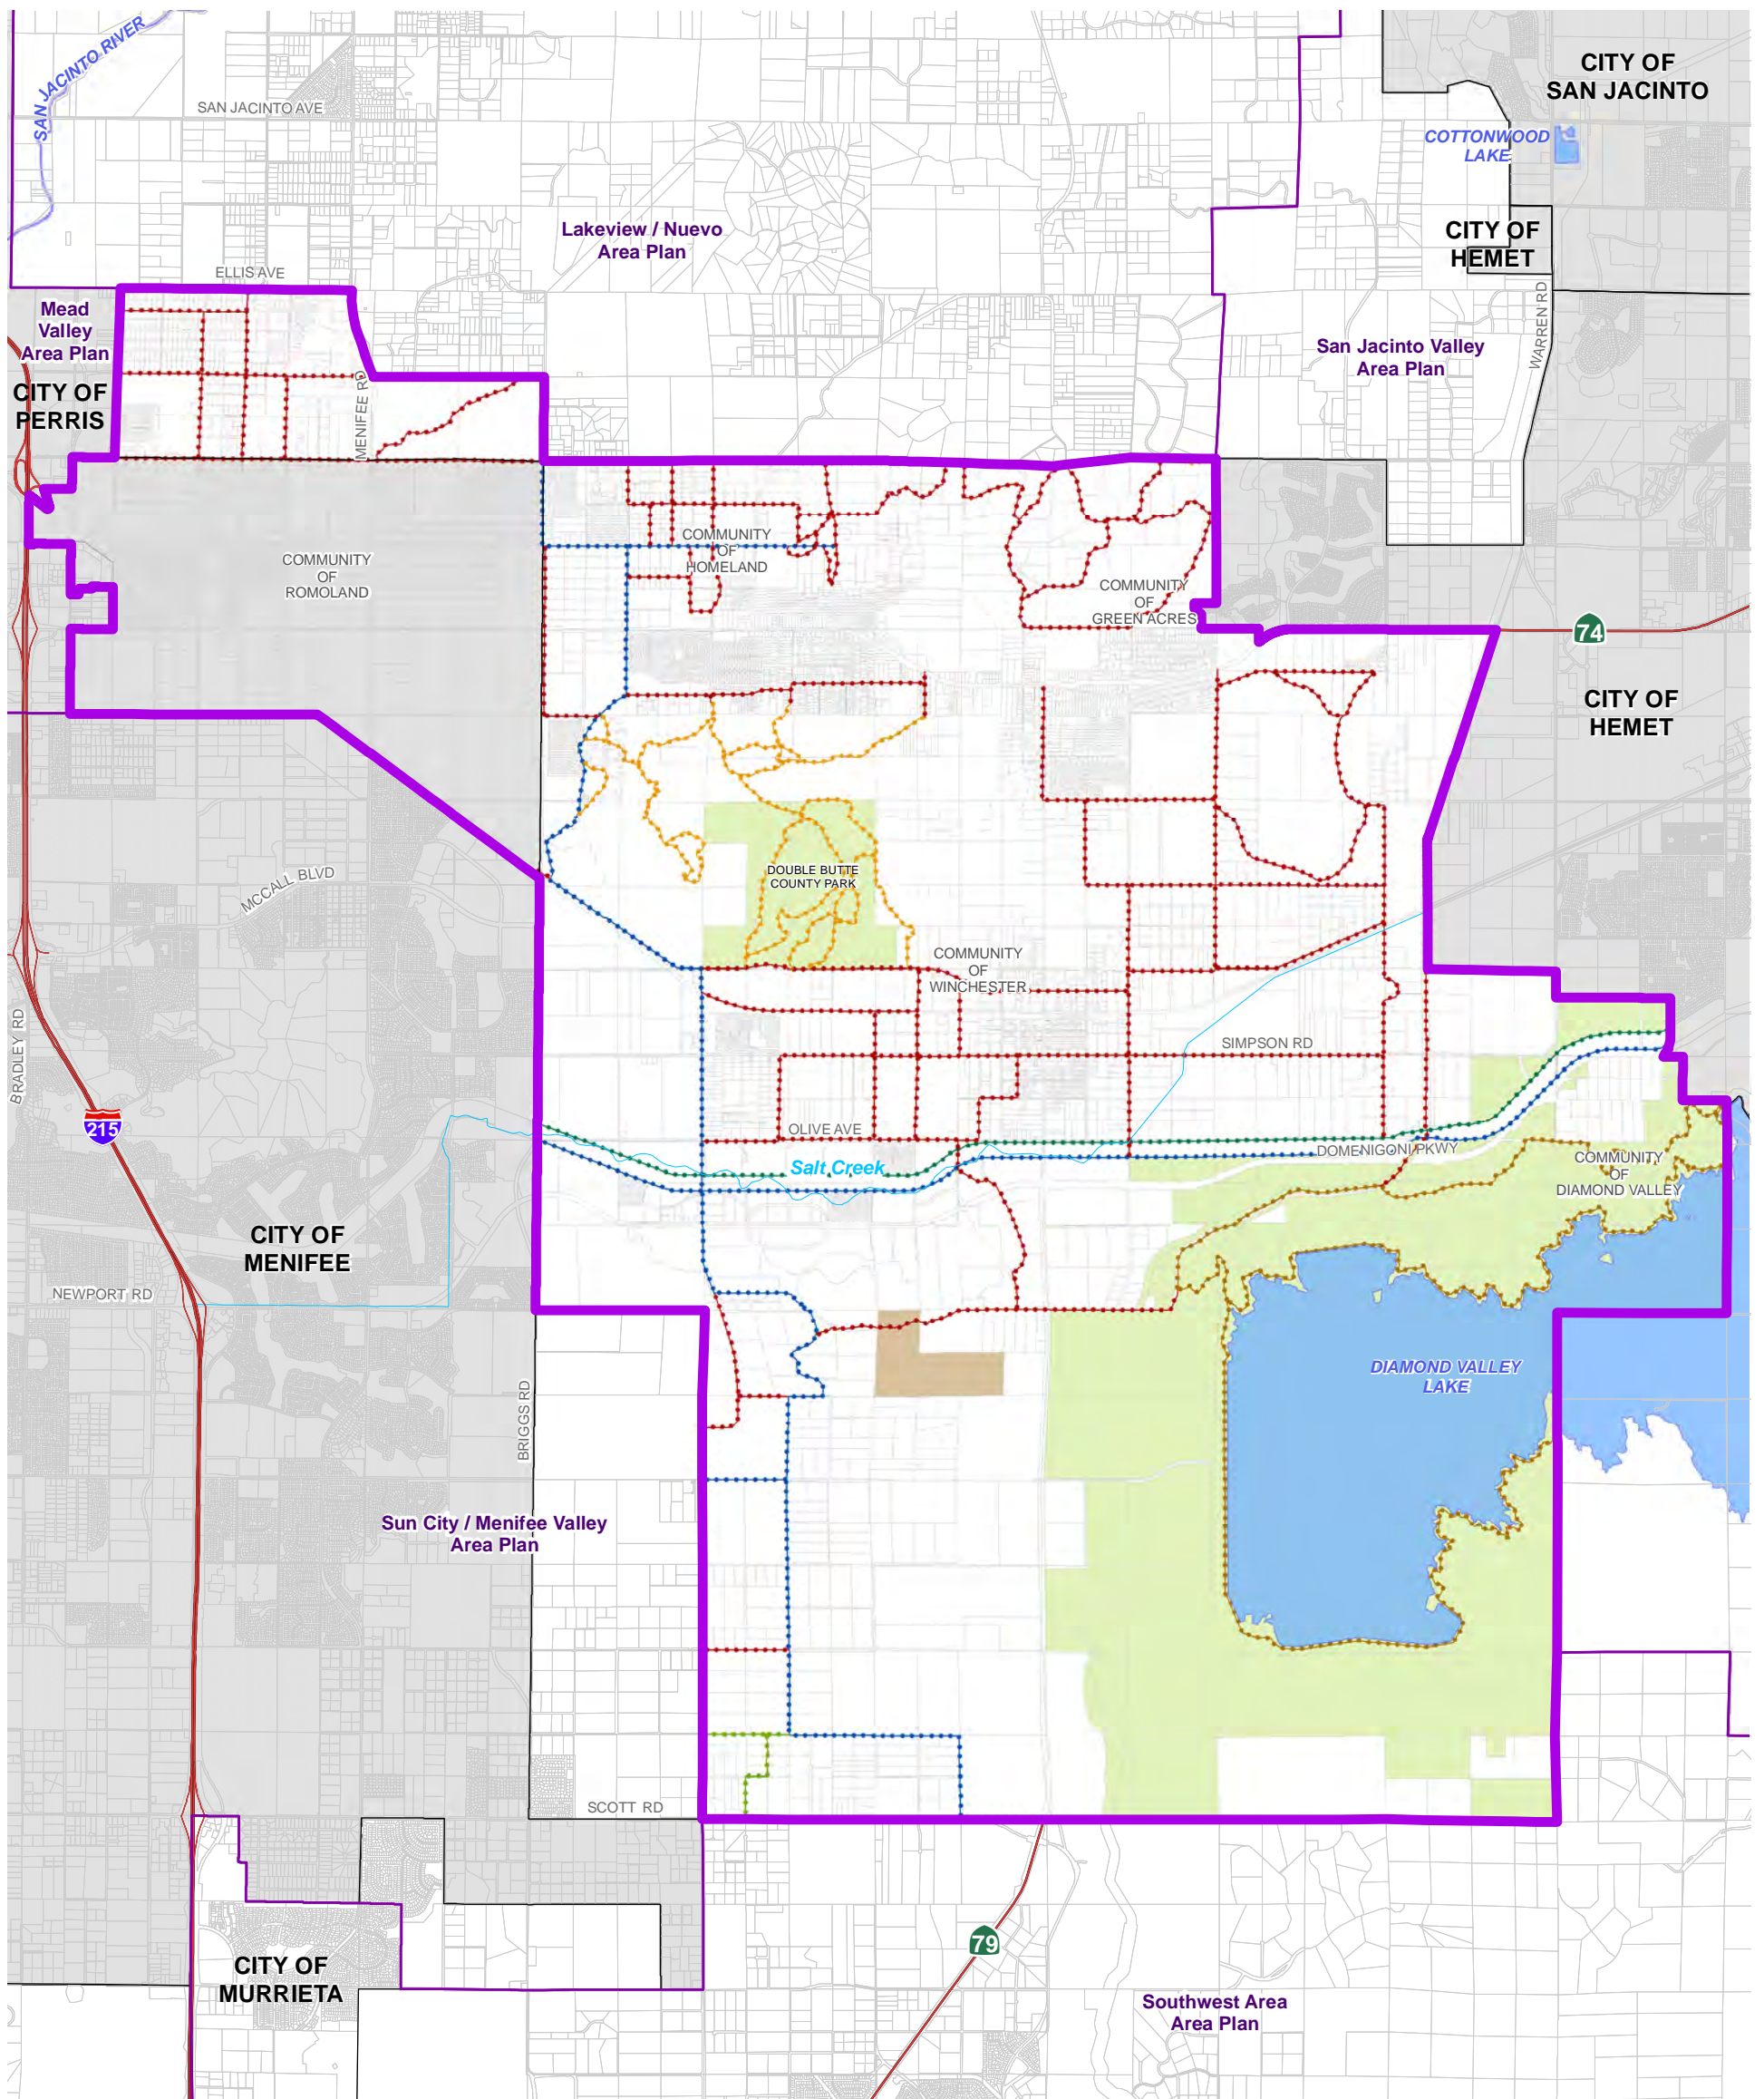 SAN JACINTO RIVER
CITY OF
SAN JACINTO
SAN JACINTO AVE
COTTONWOOD
LAKE
Lakeview / Nuevo
Area Plan
CITY OF
HEMET
ELLIS AVE
Mead
Valley
Area Plan
WARREN RD
San Jacinto Valley
Area Plan
CITY OF
PERRIS
MENIFEE RD
COMMUNITY
OF
HOMELAND
COMMUNITY
OF
ROMOLAND
COMMUNITY
OF
GREEN ACRES
74
CITY OF
HEMET
MCCALL BLVD
DOUBLE BUTTE
COUNTY PARK
COMMUNITY
OF
WINCHESTER
BRADLEY RD
SIMPSON RD
215
OLIVE AVE
DOMENIGONI PKWY
Salt Creek
COMMUNITY
OF
DIAMOND VALLEY
CITY OF
MENIFEE
NEWPORT RD
DIAMOND VALLEY
LAKE
BRIGGS RD
Sun City / Menifee Valley
Area Plan
SCOTT RD
79
CITY OF
MURRIETA
Southwest Area
Area Plan